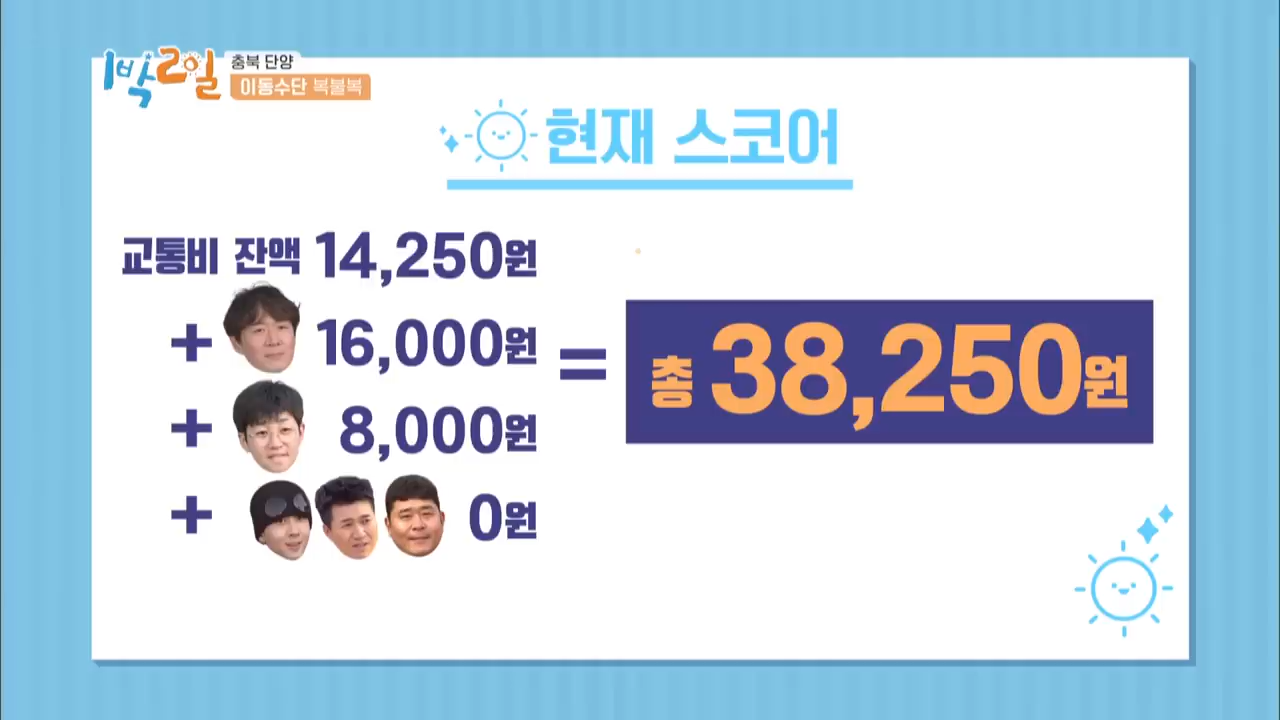 1박2일
충북 단양
이동수단 복불복
현재 스코어
교통비 잔액 14,250원
+ 16,000원
+ 8,000원
+ 0원
= 총 38,250원